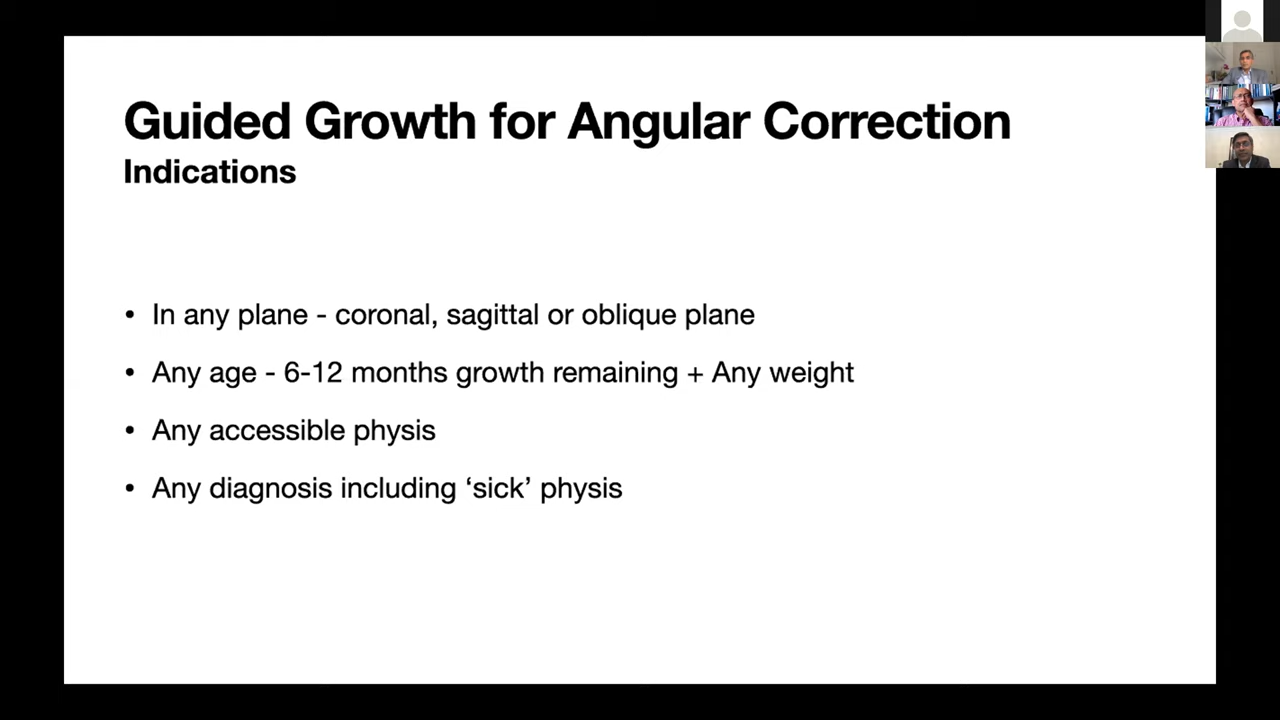 Guided Growth for Angular Correction
Indications
• In any plane - coronal, sagittal or oblique plane
• Any age - 6-12 months growth remaining + Any weight
• Any accessible physis
• Any diagnosis including ‘sick’ physis